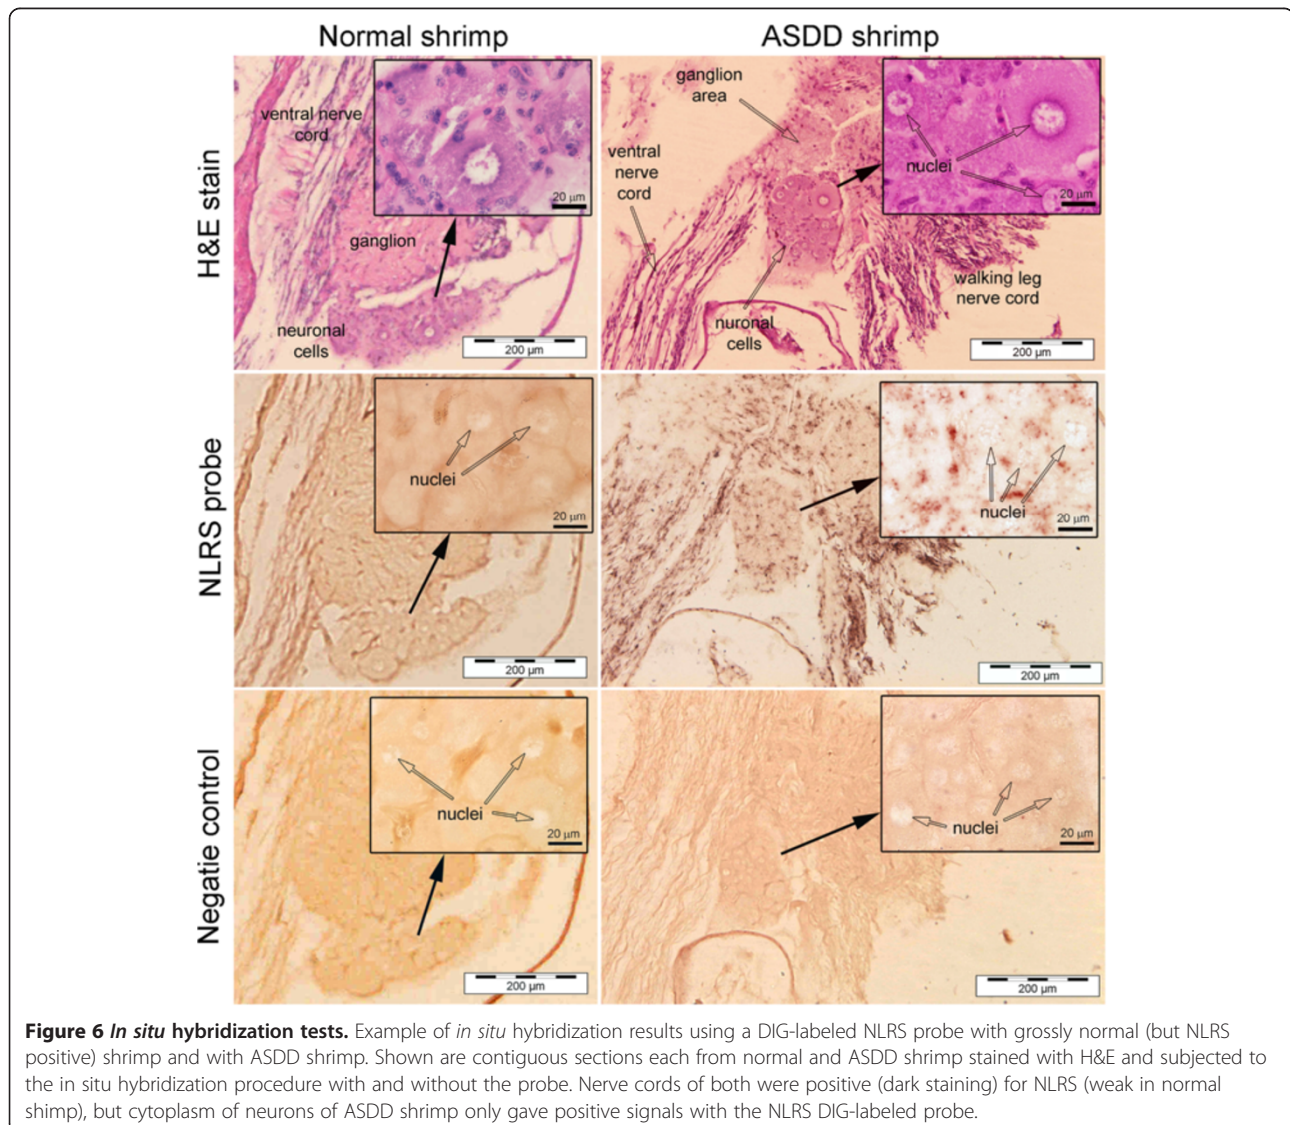 Normal shrimp
ASDD shrimp
H&E stain
ventral nerve
cord
ganglion
neuronal
cells
20 µm
200 µm
ganglion
area
ventral
nerve
cord
nuclei
20 µm
walking leg
nerve cord
nuronal
cells
200 µm
NLRS probe
nuclei
20 µm
200 µm
nuclei
20 µm
200 µm
Negatie control
nuclei
20 µm
200 µm
nuclei
20 µm
200 µm
Figure 6 In situ hybridization tests. Example of in situ hybridization results using a DIG-labeled NLRS probe with grossly normal (but NLRS
positive) shrimp and with ASDD shrimp. Shown are contiguous sections each from normal and ASDD shrimp stained with H&E and subjected to
the in situ hybridization procedure with and without the probe. Nerve cords of both were positive (dark staining) for NLRS (weak in normal
shimp), but cytoplasm of neurons of ASDD shrimp only gave positive signals with the NLRS DIG-labeled probe.